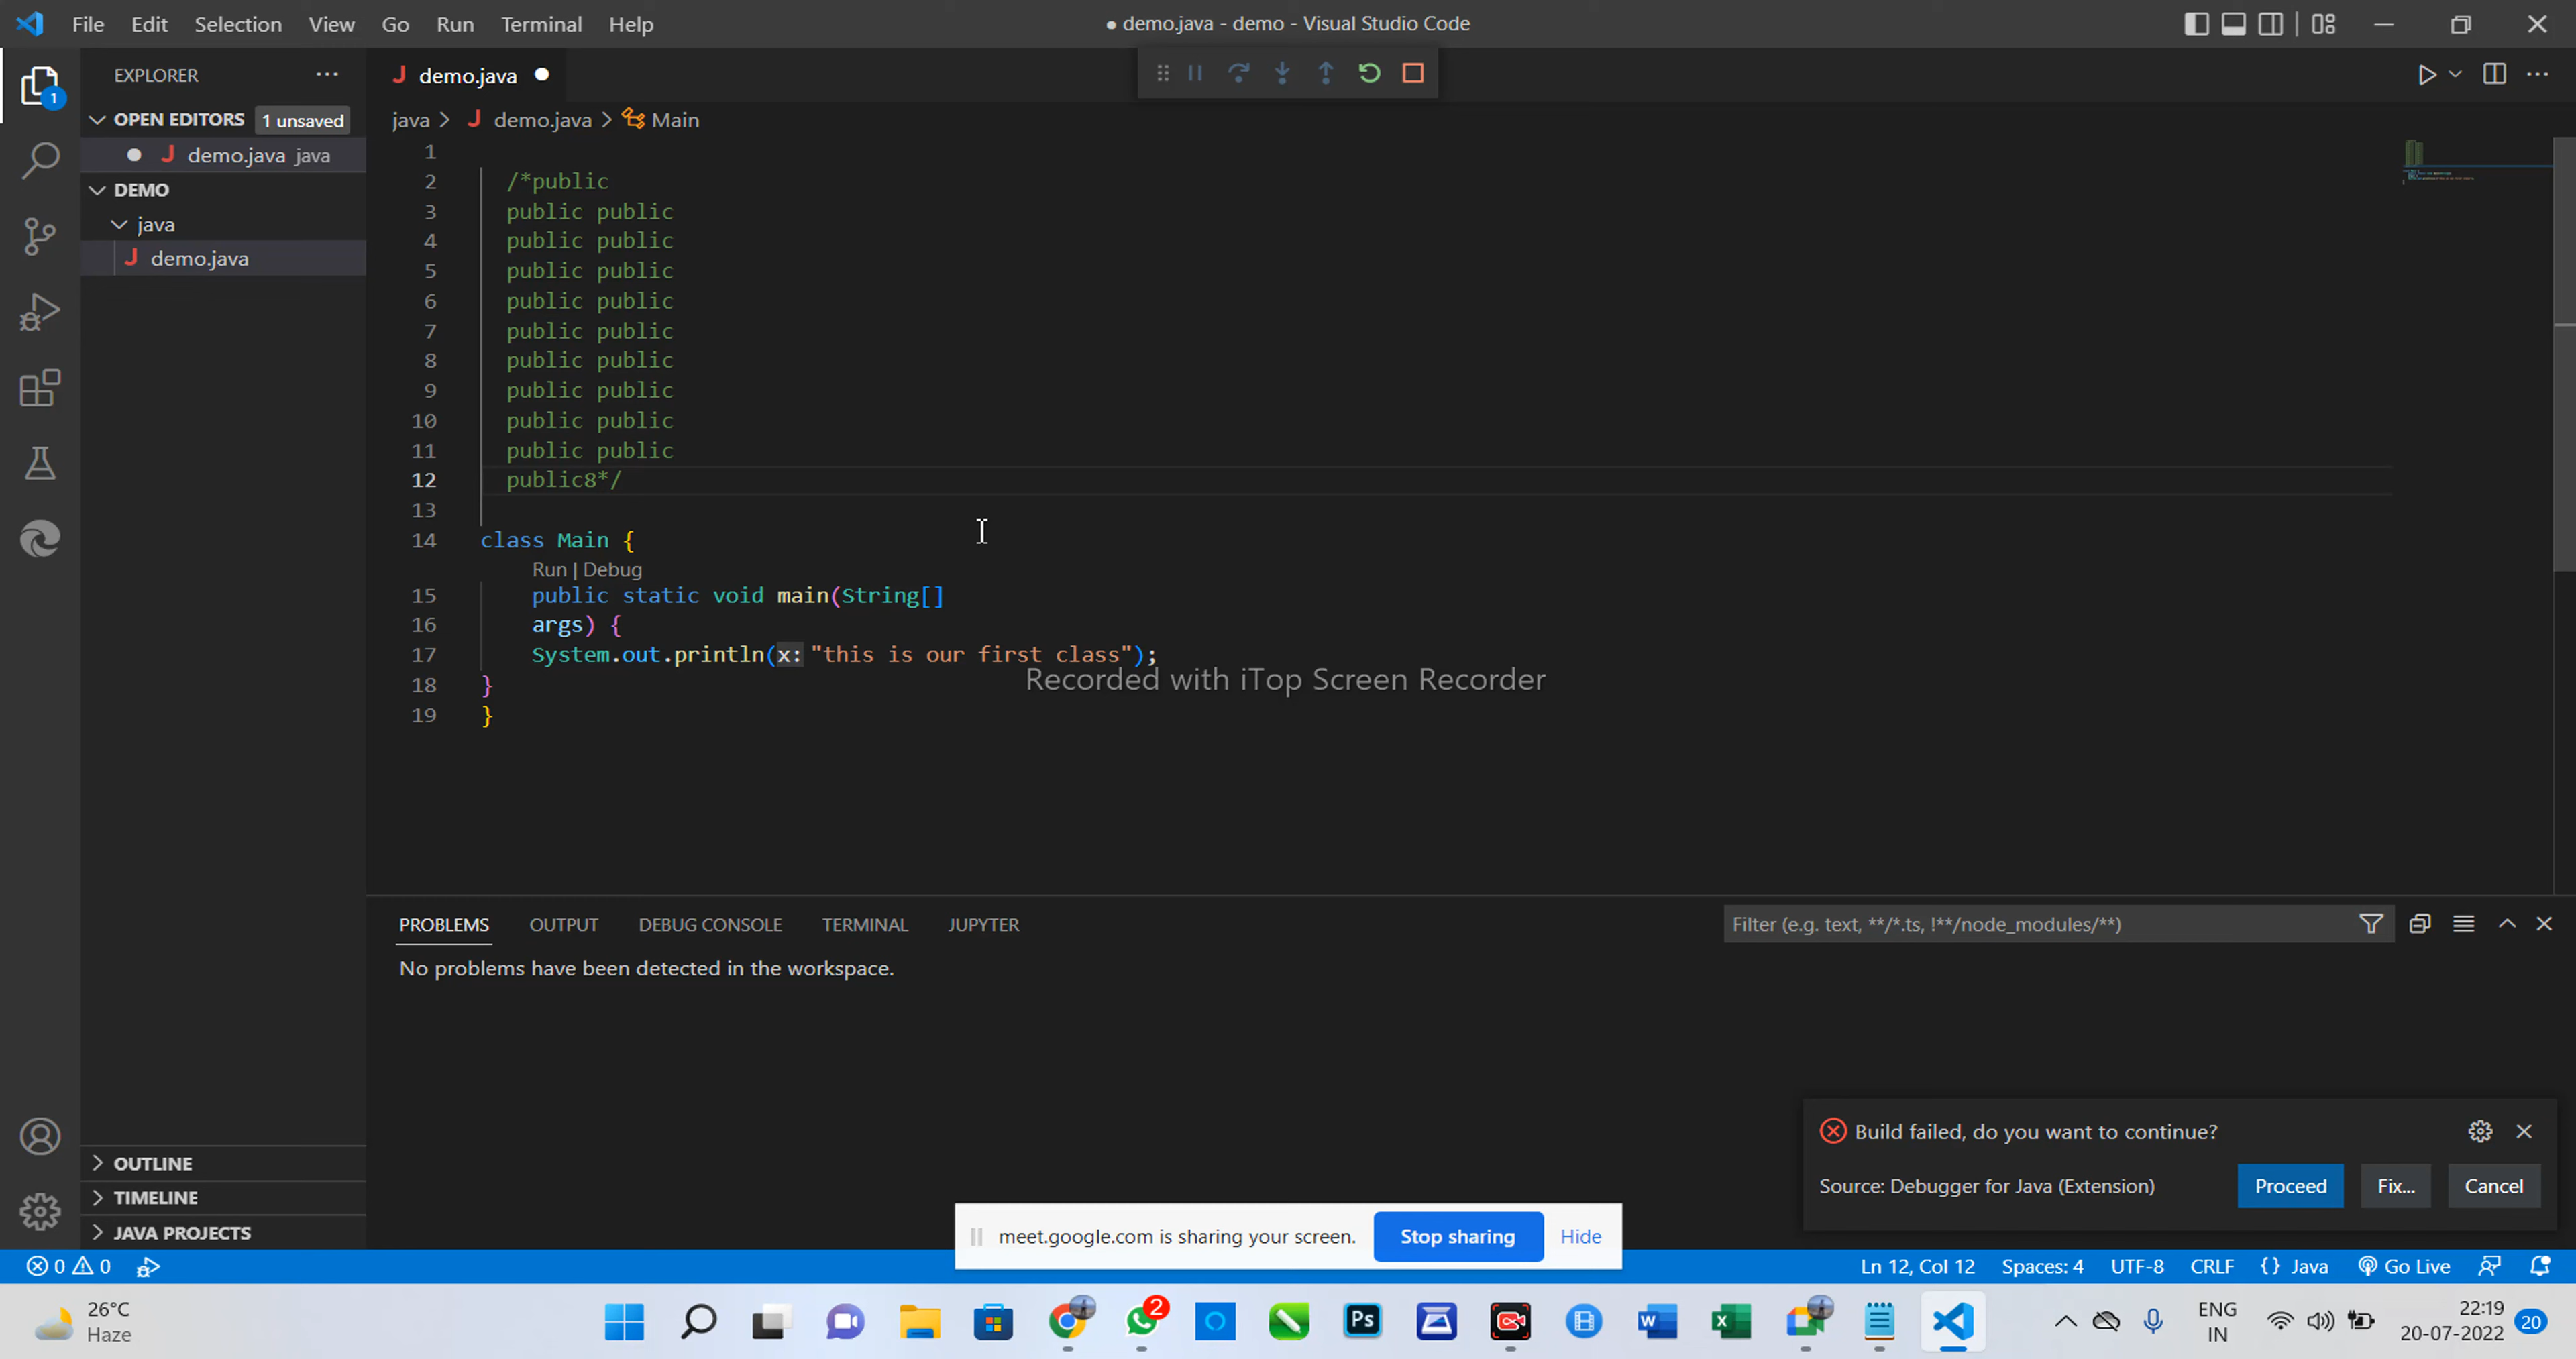 File Edit Selection View Go Run Terminal Help
● demo.java - demo - Visual Studio Code
EXPLORER
demo.java
1
OPEN EDITORS 1 unsaved
demo.java java
DEMO
java
demo.java
java > demo.java > Main
1
2 /*public
3 public public
4 public public
5 public public
6 public public
7 public public
8 public public
9 public public
10 public public
11 public public
12 public8*/
13
14 class Main {
Run | Debug
15 public static void main(String[]
16 args) {
17 System.out.println(x: "this is our first class");
18 }
19 }
Recorded with iTop Screen Recorder
PROBLEMS OUTPUT DEBUG CONSOLE TERMINAL JUPYTER
Filter (e.g. text, **/*.ts, !**/node_modules/**)
No problems have been detected in the workspace.
Build failed, do you want to continue?
Source: Debugger for Java (Extension) Proceed Fix... Cancel
OUTLINE
TIMELINE
JAVA PROJECTS
meet.google.com is sharing your screen. Stop sharing Hide
0 0
Ln 12, Col 12 Spaces: 4 UTF-8 CRLF {} Java Go Live
26°C
Haze
2
Ps
ENG
IN
22:19
20-07-2022
20